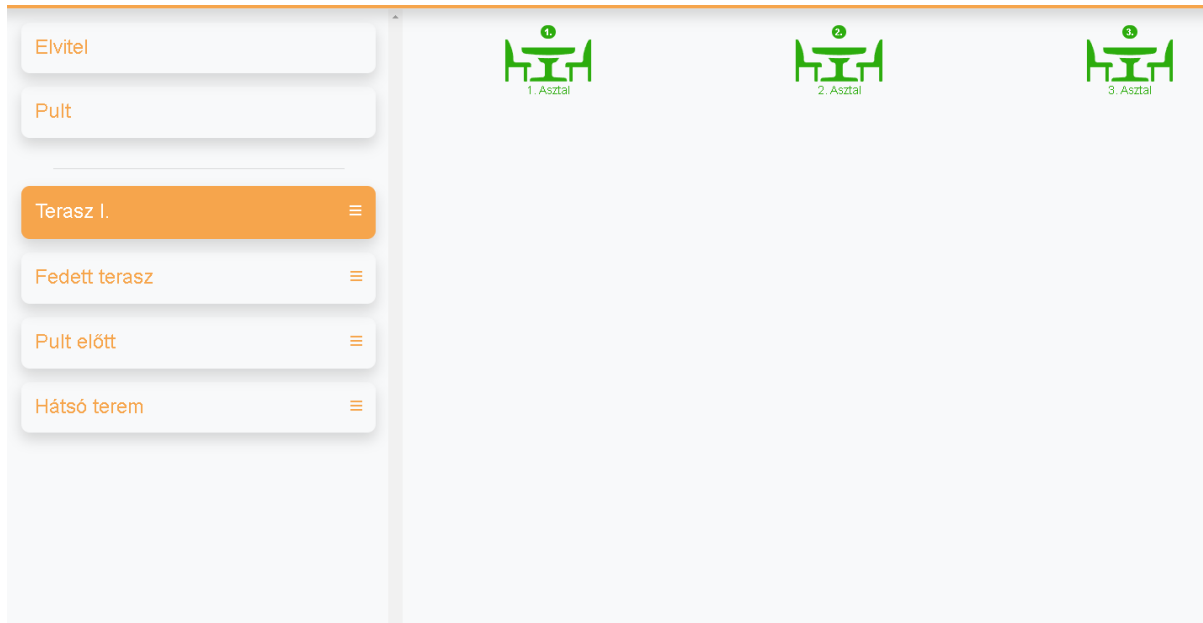 Elvitel
Pult
Terasz I.
Fedett terasz
Pult előtt
Hátsó terem
1.
1. Asztal
2.
2. Asztal
3.
3. Asztal